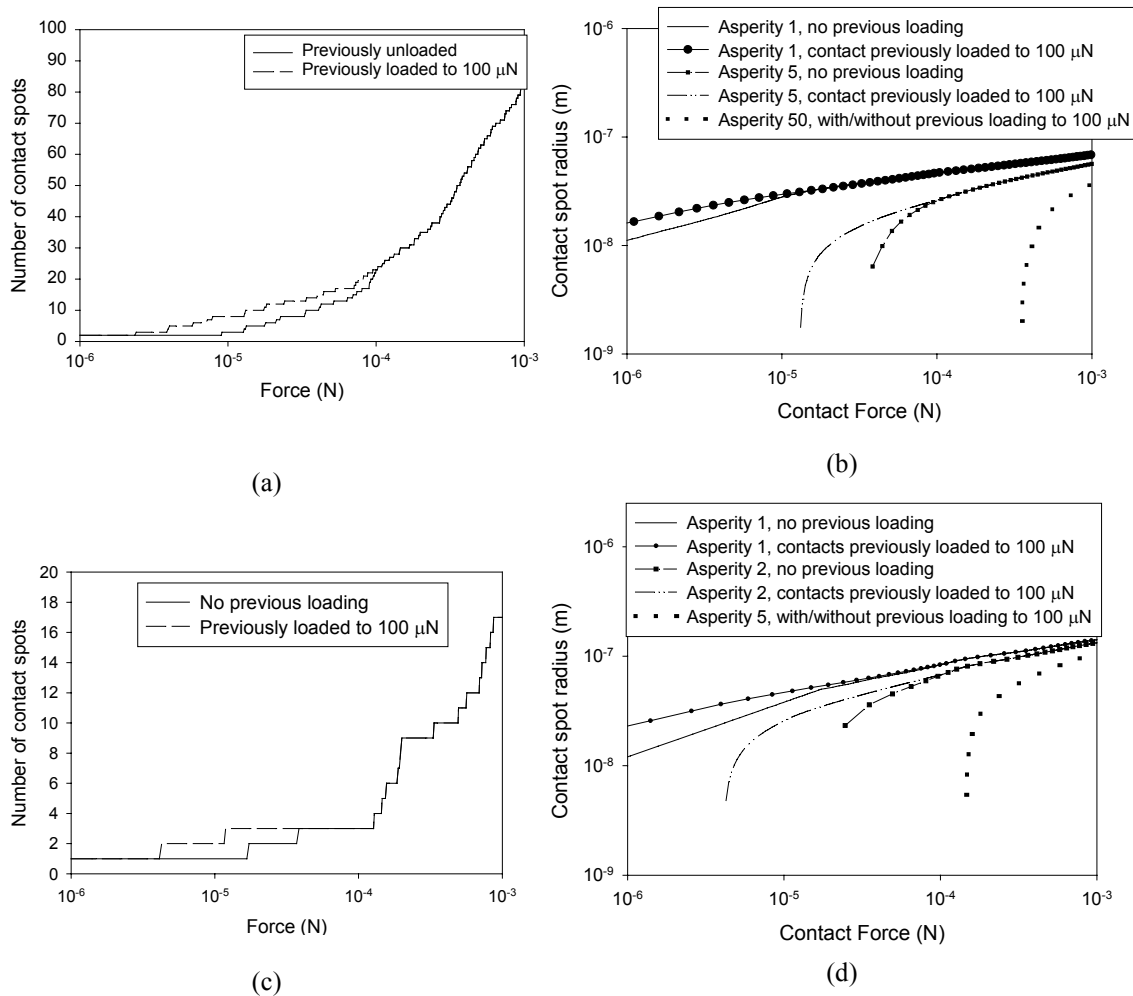 100
90
80
70
60
50
40
30
20
10
0
Number of contact spots
Previously unloaded
Previously loaded to 100 μN
10-6
10-5
10-4
10-3
Force (N)
(a)
Asperity 1, no previous loading
Asperity 1, contact previously loaded to 100 μN
Asperity 5, no previous loading
Asperity 5, contact previously loaded to 100 μN
Asperity 50, with/without previous loading to 100 μN
10-6
10-7
10-8
10-9
Contact spot radius (m)
10-6
10-5
10-4
10-3
Contact Force (N)
(b)
20
18
16
14
12
10
8
6
4
2
0
Number of contact spots
No previous loading
Previously loaded to 100 μN
10-6
10-5
10-4
10-3
Force (N)
(c)
Asperity 1, no previous loading
Asperity 1, contacts previously loaded to 100 μN
Asperity 2, no previous loading
Asperity 2, contacts previously loaded to 100 μN
Asperity 5, with/without previous loading to 100 μN
10-6
10-7
10-8
10-9
Contact spot radius (m)
10-6
10-5
10-4
10-3
Contact Force (N)
(d)